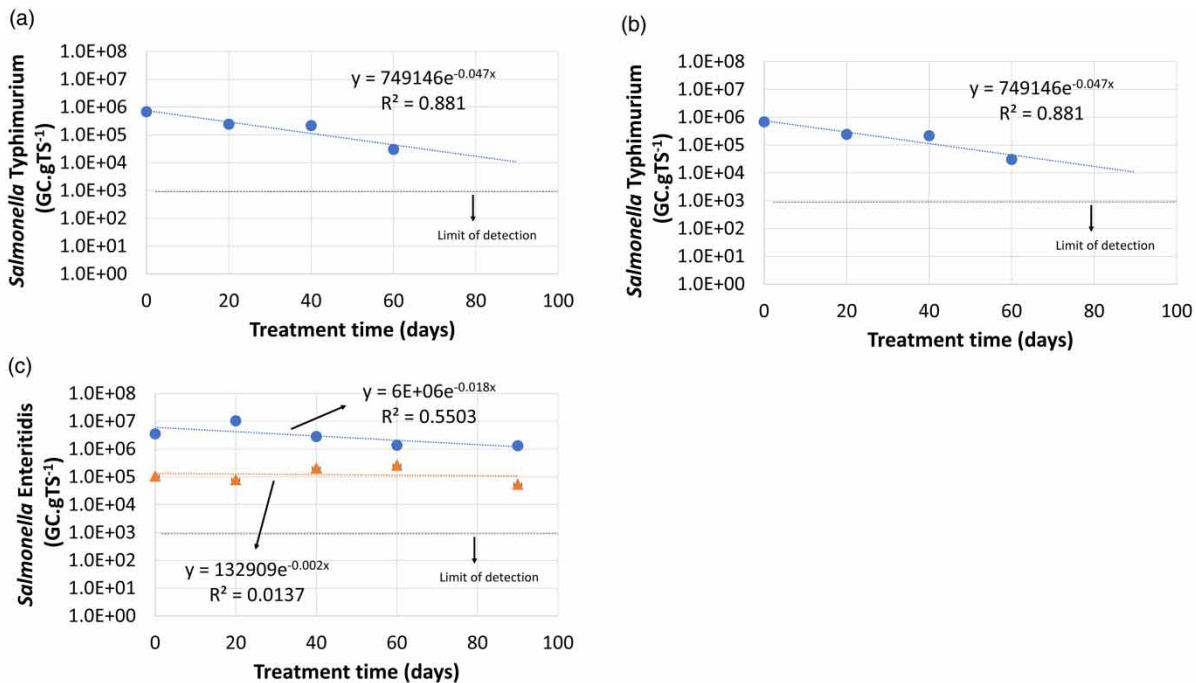 (a)
1.0E+08
1.0E+07
1.0E+06
1.0E+05
1.0E+04
1.0E+03
1.0E+02
1.0E+01
1.0E+00
Salmonella Typhimurium
(GC.gTS⁻¹)
y = 749146e⁻⁰·⁰⁴⁷ˣ
R² = 0.881
Limit of detection
0 20 40 60 80 100
Treatment time (days)
(b)
1.0E+08
1.0E+07
1.0E+06
1.0E+05
1.0E+04
1.0E+03
1.0E+02
1.0E+01
1.0E+00
Salmonella Typhimurium
(GC.gTS⁻¹)
y = 749146e⁻⁰·⁰⁴⁷ˣ
R² = 0.881
Limit of detection
0 20 40 60 80 100
Treatment time (days)
(c)
1.0E+08
1.0E+07
1.0E+06
1.0E+05
1.0E+04
1.0E+03
1.0E+02
1.0E+01
1.0E+00
Salmonella Enteritidis
(GC.gTS⁻¹)
y = 6E+06e⁻⁰·⁰¹⁸ˣ
R² = 0.5503
y = 132909e⁻⁰·⁰⁰²ˣ
R² = 0.0137
Limit of detection
0 20 40 60 80 100
Treatment time (days)